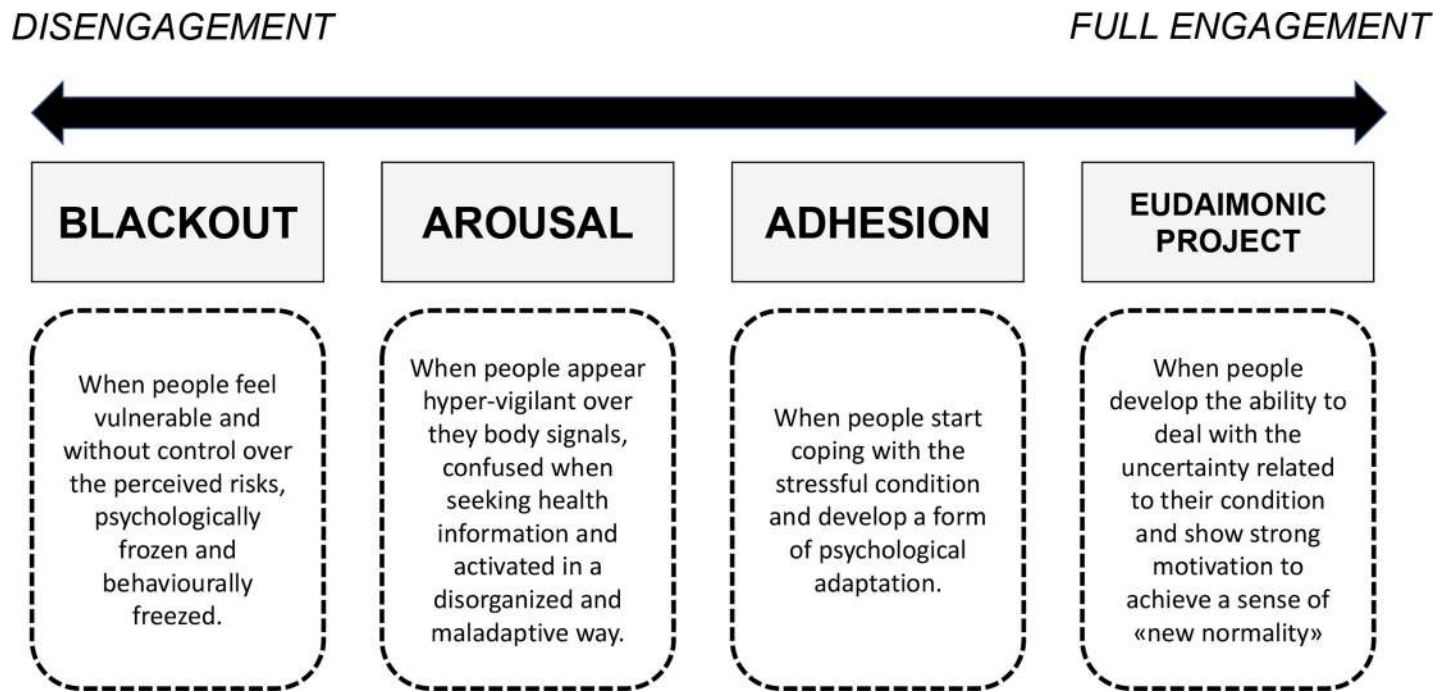 DISENGAGEMENT
FULL ENGAGEMENT
BLACKOUT
When people feel
vulnerable and
without control over
the perceived risks,
psychologically
frozen and
behaviourally
freezed.
AROUSAL
When people appear
hyper-vigilant over
they body signals,
confused when
seeking health
information and
activated in a
disorganized and
maladaptive way.
ADHESION
When people start
coping with the
stressful condition
and develop a form
of psychological
adaptation.
EUDAIMONIC
PROJECT
When people
develop the ability to
deal with the
uncertainty related
to their condition
and show strong
motivation to
achieve a sense of
«new normality»